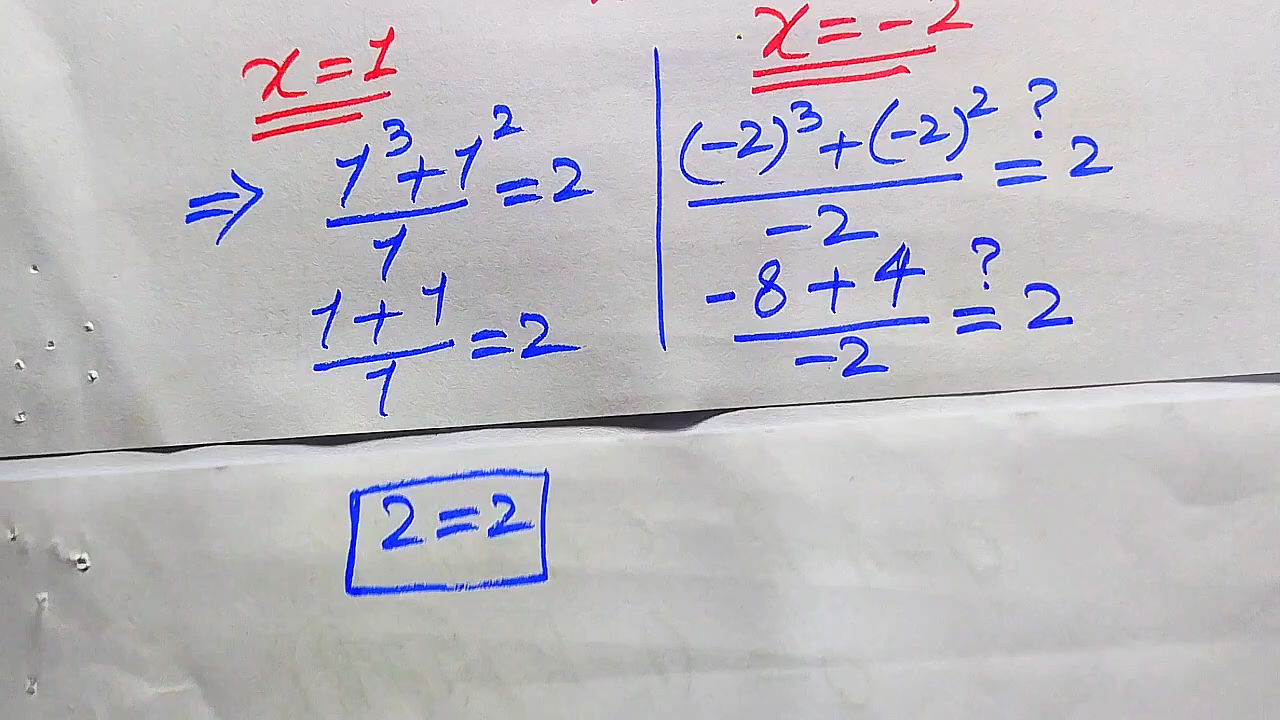 x=1
⇒ (1³+1²)/1 =2
(1+1)/1 =2
2=2
x=-2
((-2)³+(-2)²)/-2 =? 2
(-8+4)/-2 =? 2